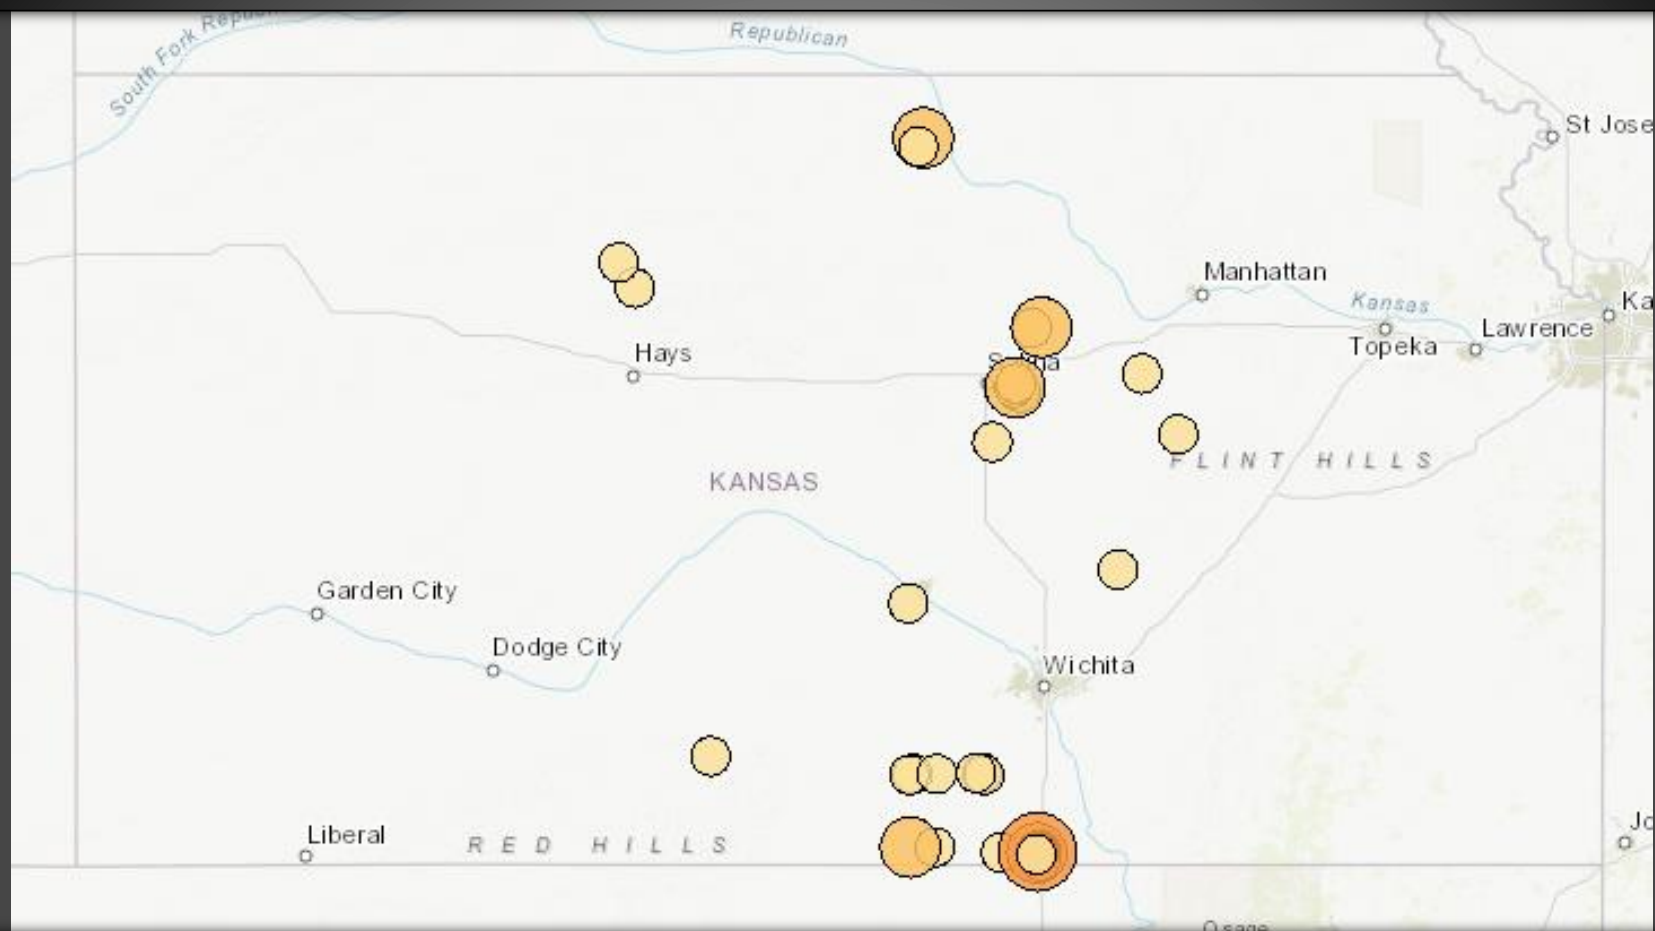 South Fork
Republican
St Jose
Manhattan
Kansas
Ka
Lawrence
Topeka
Hays
FLINT HILLS
KANSAS
Garden City
Dodge City
Wichita
Liberal
RED HILLS
Jo
Osage